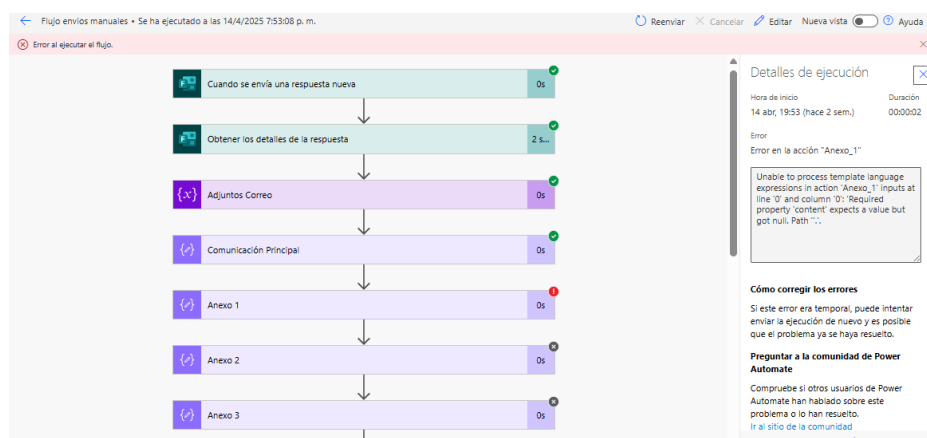 Flujo envios manuales • Se ha ejecutado a las 14/4/2025 7:53:08 p. m.
Reenviar
Cancelar
Editar
Nueva vista
Ayuda
Error al ejecutar el flujo.
Cuando se envía una respuesta nueva
0s
Obtener los detalles de la respuesta
2 s...
{x}
Adjuntos Correo
0s
Comunicación Principal
0s
Anexo 1
0s
Anexo 2
0s
Anexo 3
0s
Detalles de ejecución
Hora de inicio
Duración
14 abr, 19:53 (hace 2 sem.)
00:00:02
Error
Error en la acción "Anexo_1"
Unable to process template language
expressions in action 'Anexo_1' inputs at
line '0' and column '0': 'Required
property 'content' expects a value but
got null. Path ''.'.
Cómo corregir los errores
Si este error era temporal, puede intentar
enviar la ejecución de nuevo y es posible
que el problema ya se haya resuelto.
Preguntar a la comunidad de Power
Automate
Compruebe si otros usuarios de Power
Automate han hablado sobre este
problema o lo han resuelto.
Ir al sitio de la comunidad